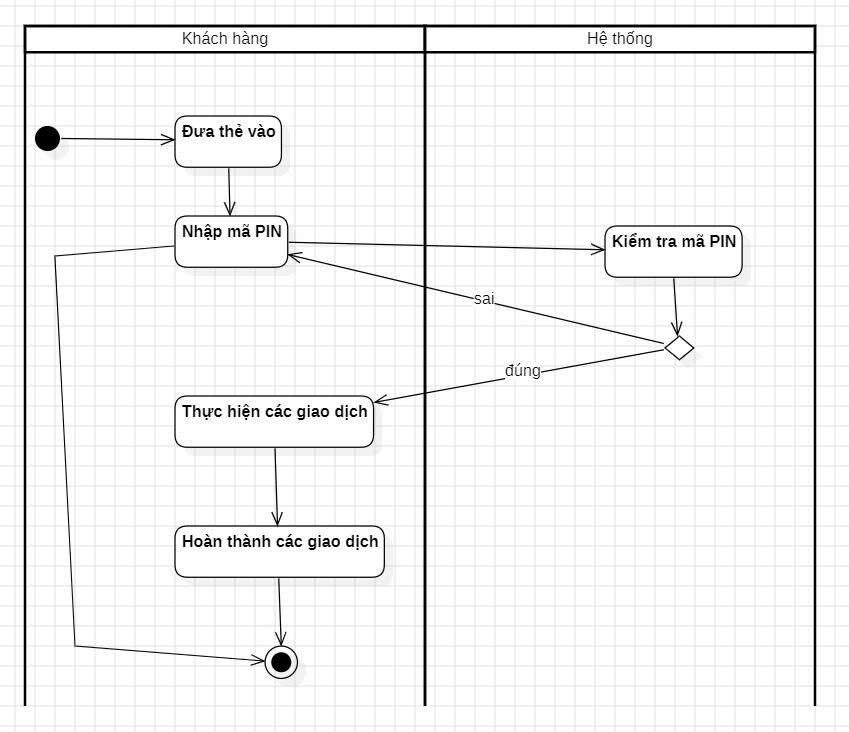 Khách hàng
Hệ thống
Đưa thẻ vào
Nhập mã PIN
Kiểm tra mã PIN
sai
đúng
Thực hiện các giao dịch
Hoàn thành các giao dịch